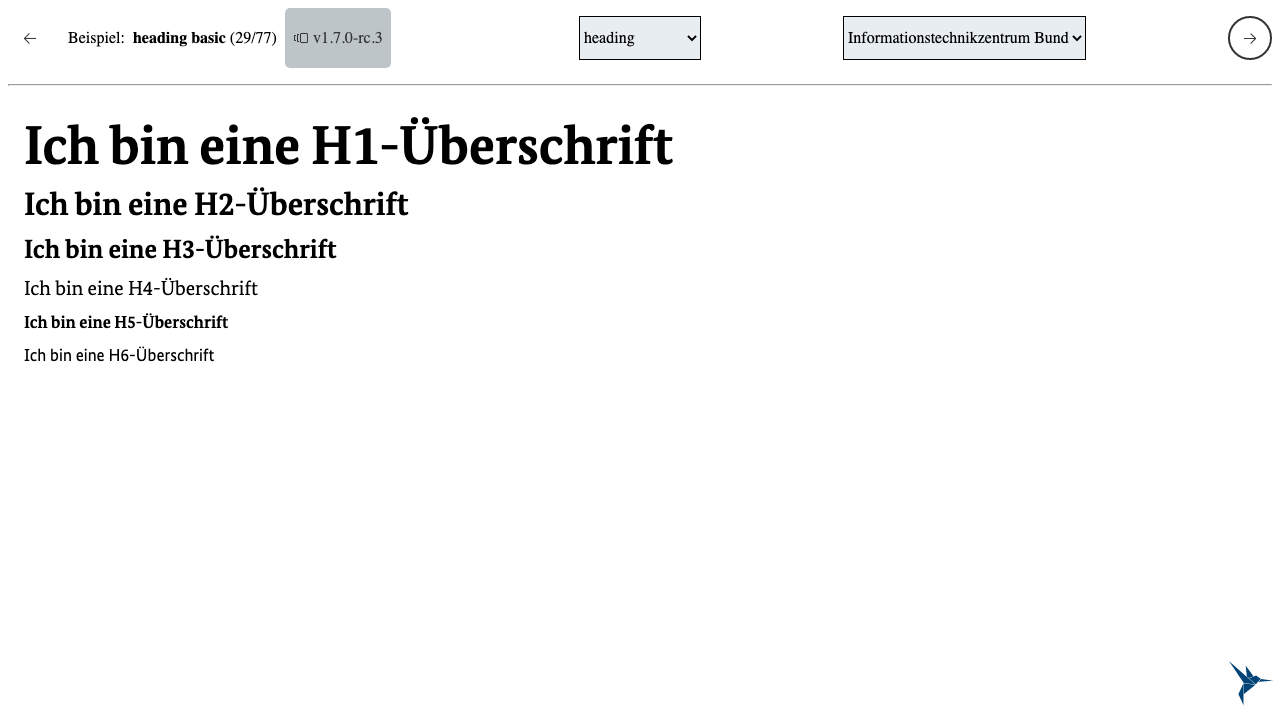 ← Beispiel: heading basic (29/77) v1.7.0-rc.3 heading Informationstechnikzentrum Bund →
Ich bin eine H1-Überschrift
Ich bin eine H2-Überschrift
Ich bin eine H3-Überschrift
Ich bin eine H4-Überschrift
Ich bin eine H5-Überschrift
Ich bin eine H6-Überschrift